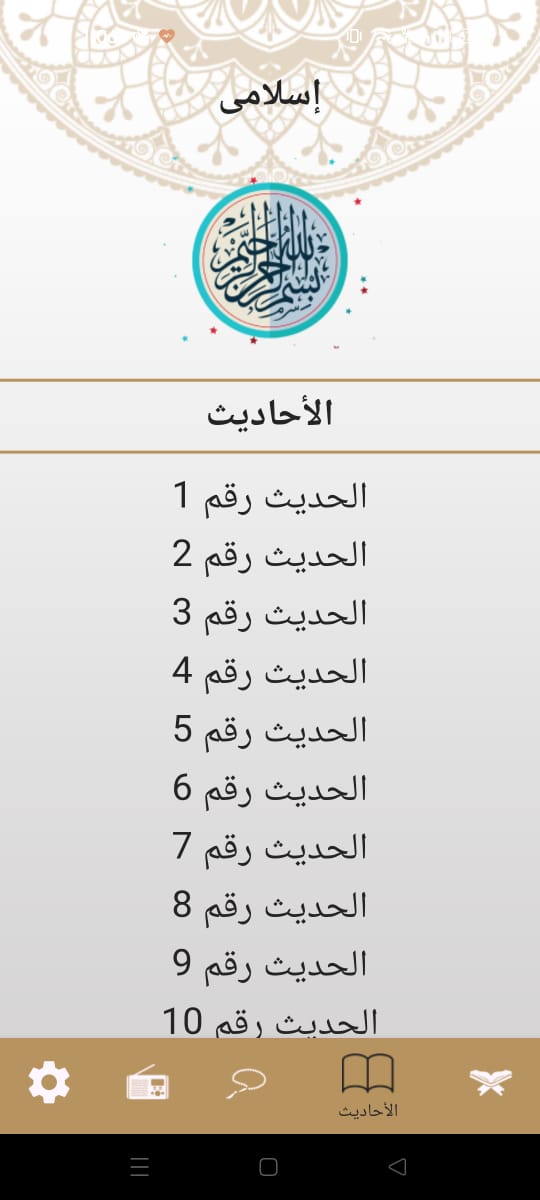 إسلامى
بسم الله الرحمن الرحيم
الأحاديث
الحديث رقم 1
الحديث رقم 2
الحديث رقم 3
الحديث رقم 4
الحديث رقم 5
الحديث رقم 6
الحديث رقم 7
الحديث رقم 8
الحديث رقم 9
الحديث رقم 10
الأحاديث